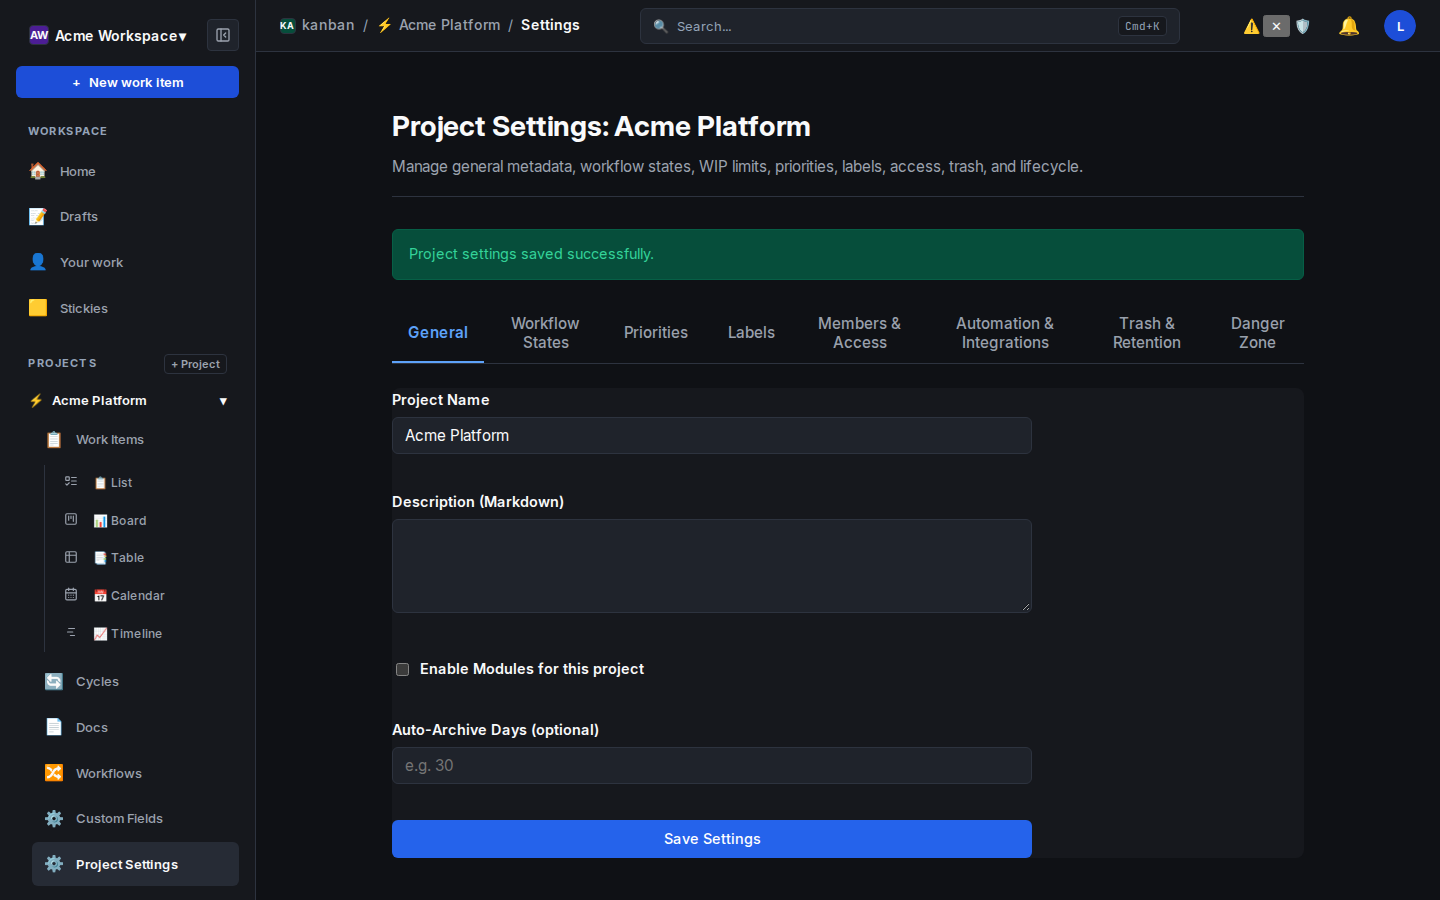 AW Acme Workspace ▾
+ New work item
WORKSPACE
Home
Drafts
Your work
Stickies
PROJECTS
+ Project
Acme Platform ▾
Work Items
List
Board
Table
Calendar
Timeline
Cycles
Docs
Workflows
Custom Fields
Project Settings
KA kanban / ⚡ Acme Platform / Settings
Search...
Cmd+K
L
Project Settings: Acme Platform
Manage general metadata, workflow states, WIP limits, priorities, labels, access, trash, and lifecycle.
Project settings saved successfully.
General
Workflow
States
Priorities
Labels
Members &
Access
Automation &
Integrations
Trash &
Retention
Danger
Zone
Project Name
Acme Platform
Description (Markdown)
Enable Modules for this project
Auto-Archive Days (optional)
e.g. 30
Save Settings